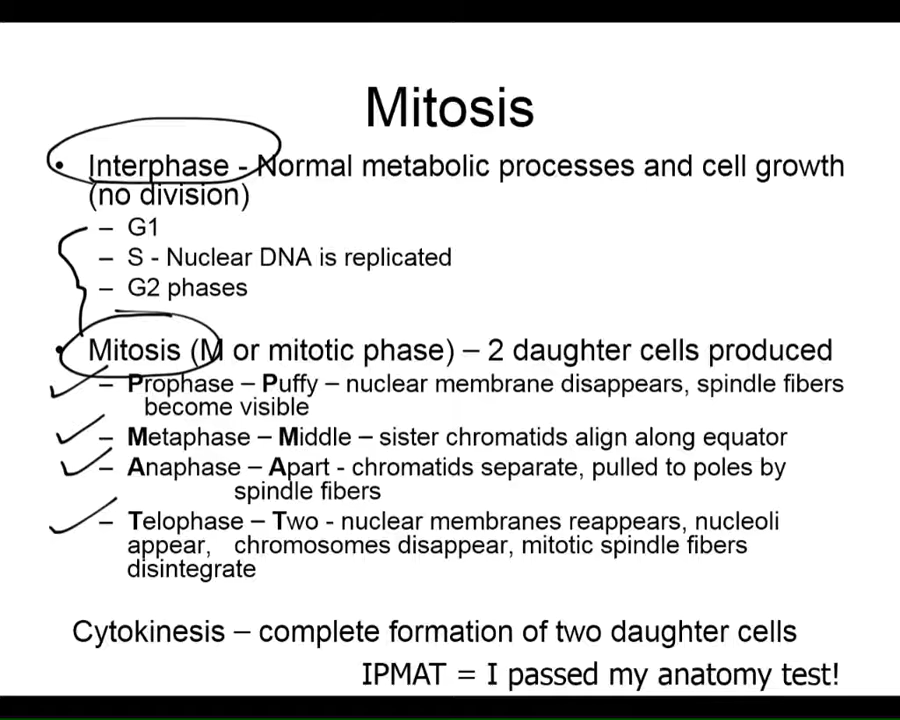 Mitosis
• Interphase - Normal metabolic processes and cell growth
(no division)
– G1
– S - Nuclear DNA is replicated
– G2 phases
• Mitosis (M or mitotic phase) – 2 daughter cells produced
– Prophase – Puffy – nuclear membrane disappears, spindle fibers
become visible
– Metaphase – Middle – sister chromatids align along equator
– Anaphase – Apart - chromatids separate, pulled to poles by
spindle fibers
– Telophase – Two - nuclear membranes reappears, nucleoli
appear, chromosomes disappear, mitotic spindle fibers
disintegrate
Cytokinesis – complete formation of two daughter cells
IPMAT = I passed my anatomy test!